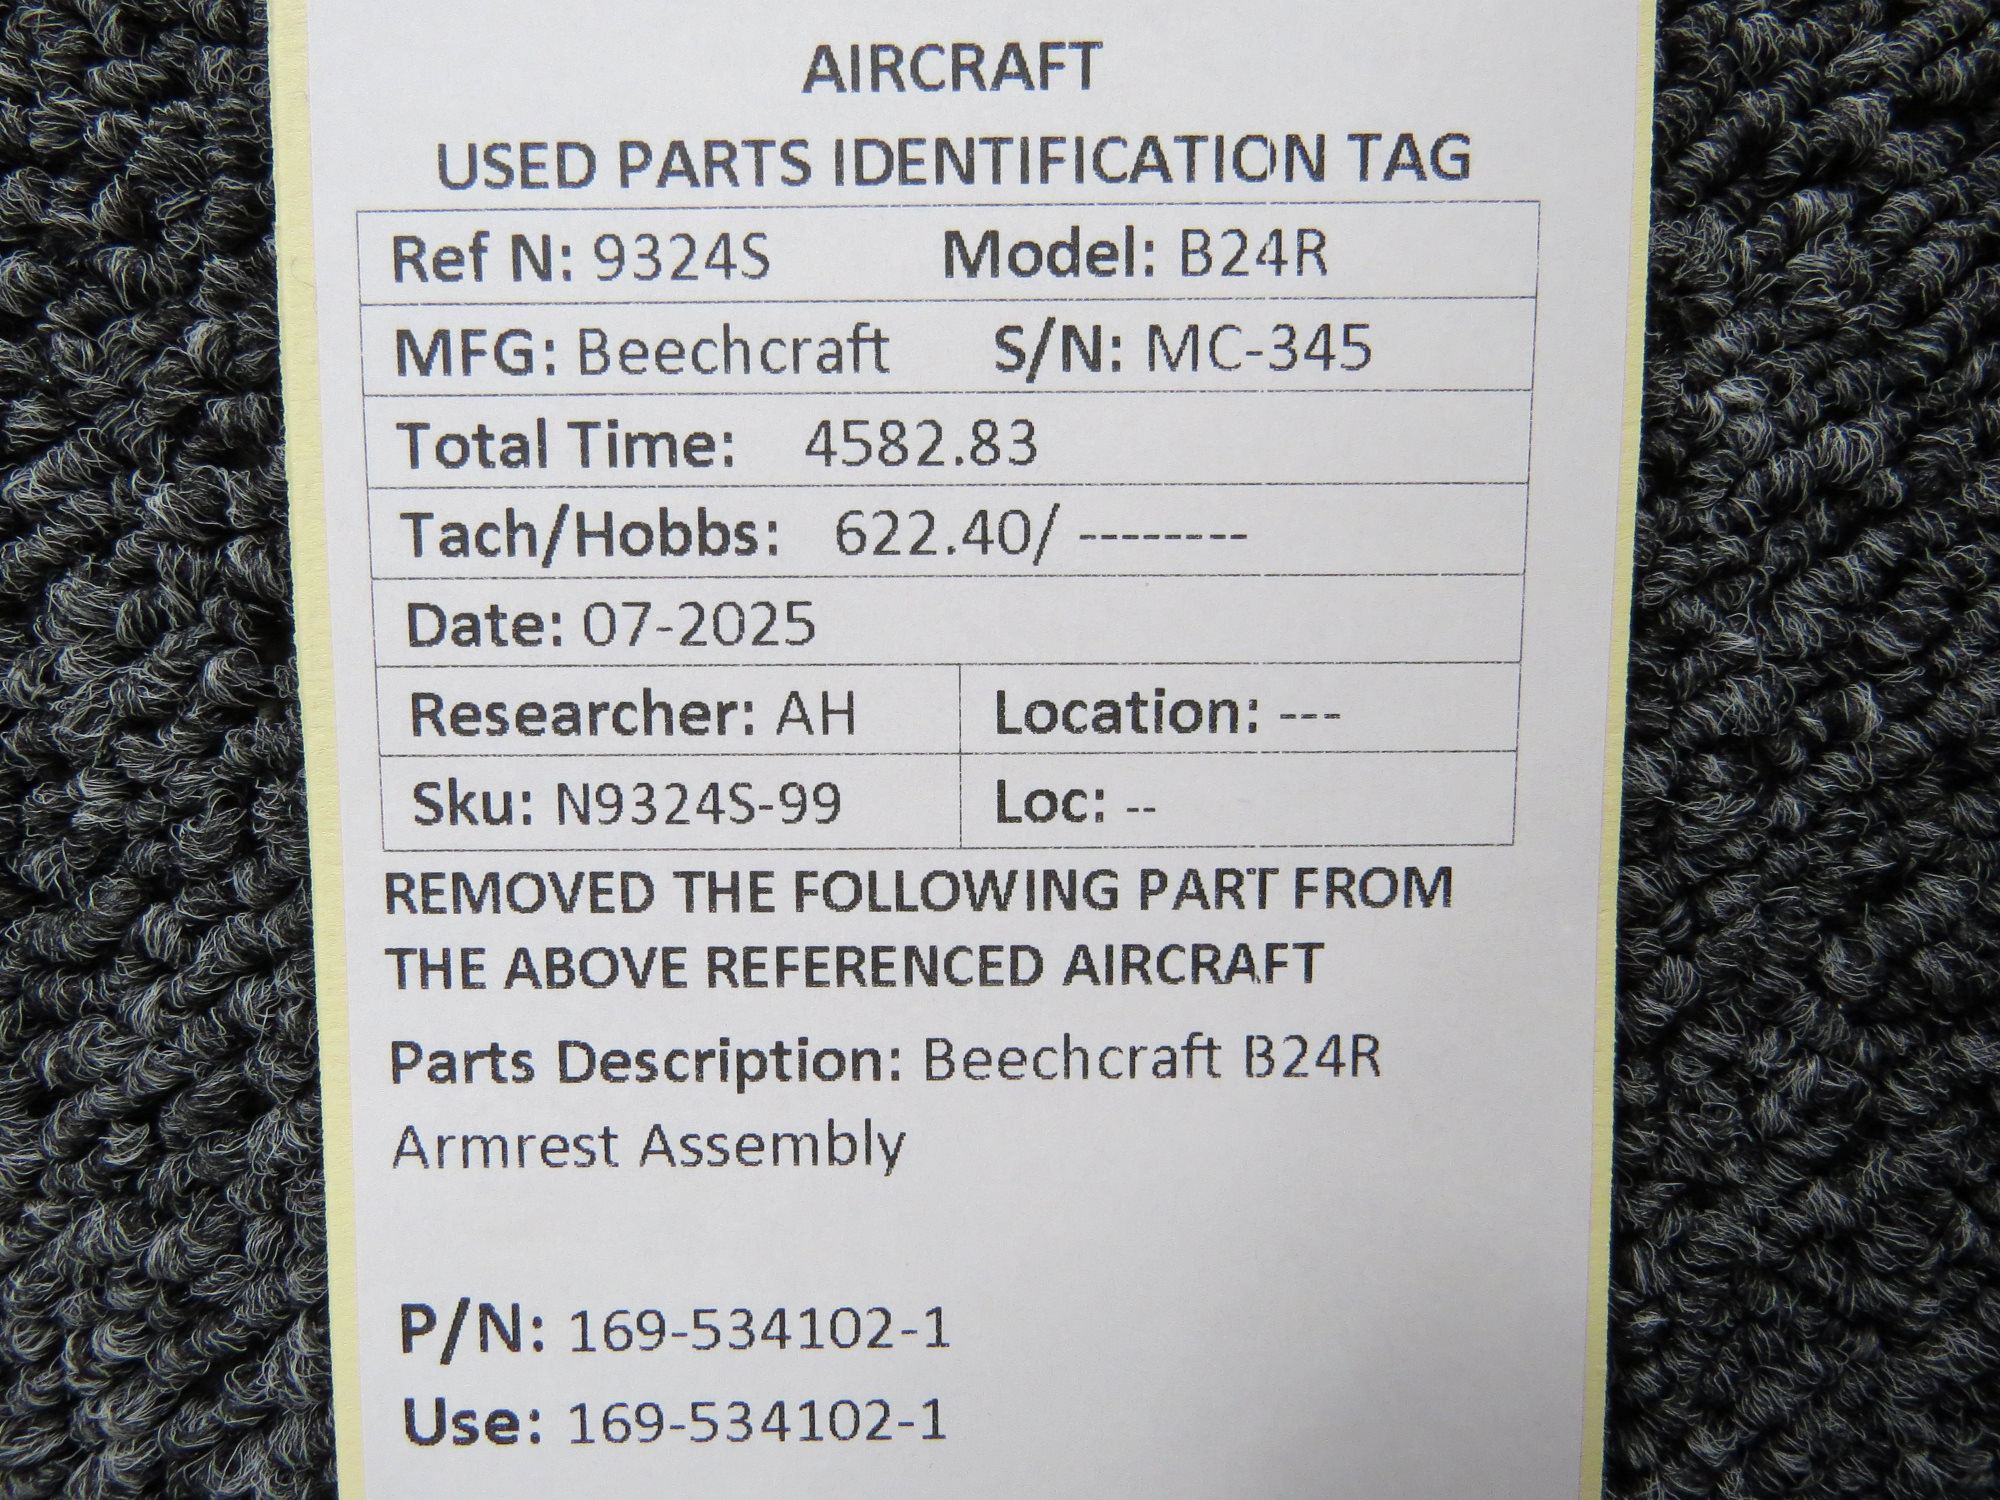 AIRCRAFT
USED PARTS IDENTIFICATION TAG
Ref N: 9324S Model: B24R
MFG: Beechcraft S/N: MC-345
Total Time: 4582.83
Tach/Hobbs: 622.40/ --------
Date: 07-2025
Researcher: AH Location: ---
Sku: N9324S-99 Loc: --
REMOVED THE FOLLOWING PART FROM
THE ABOVE REFERENCED AIRCRAFT
Parts Description: Beechcraft B24R
Armrest Assembly
P/N: 169-534102-1
Use: 169-534102-1